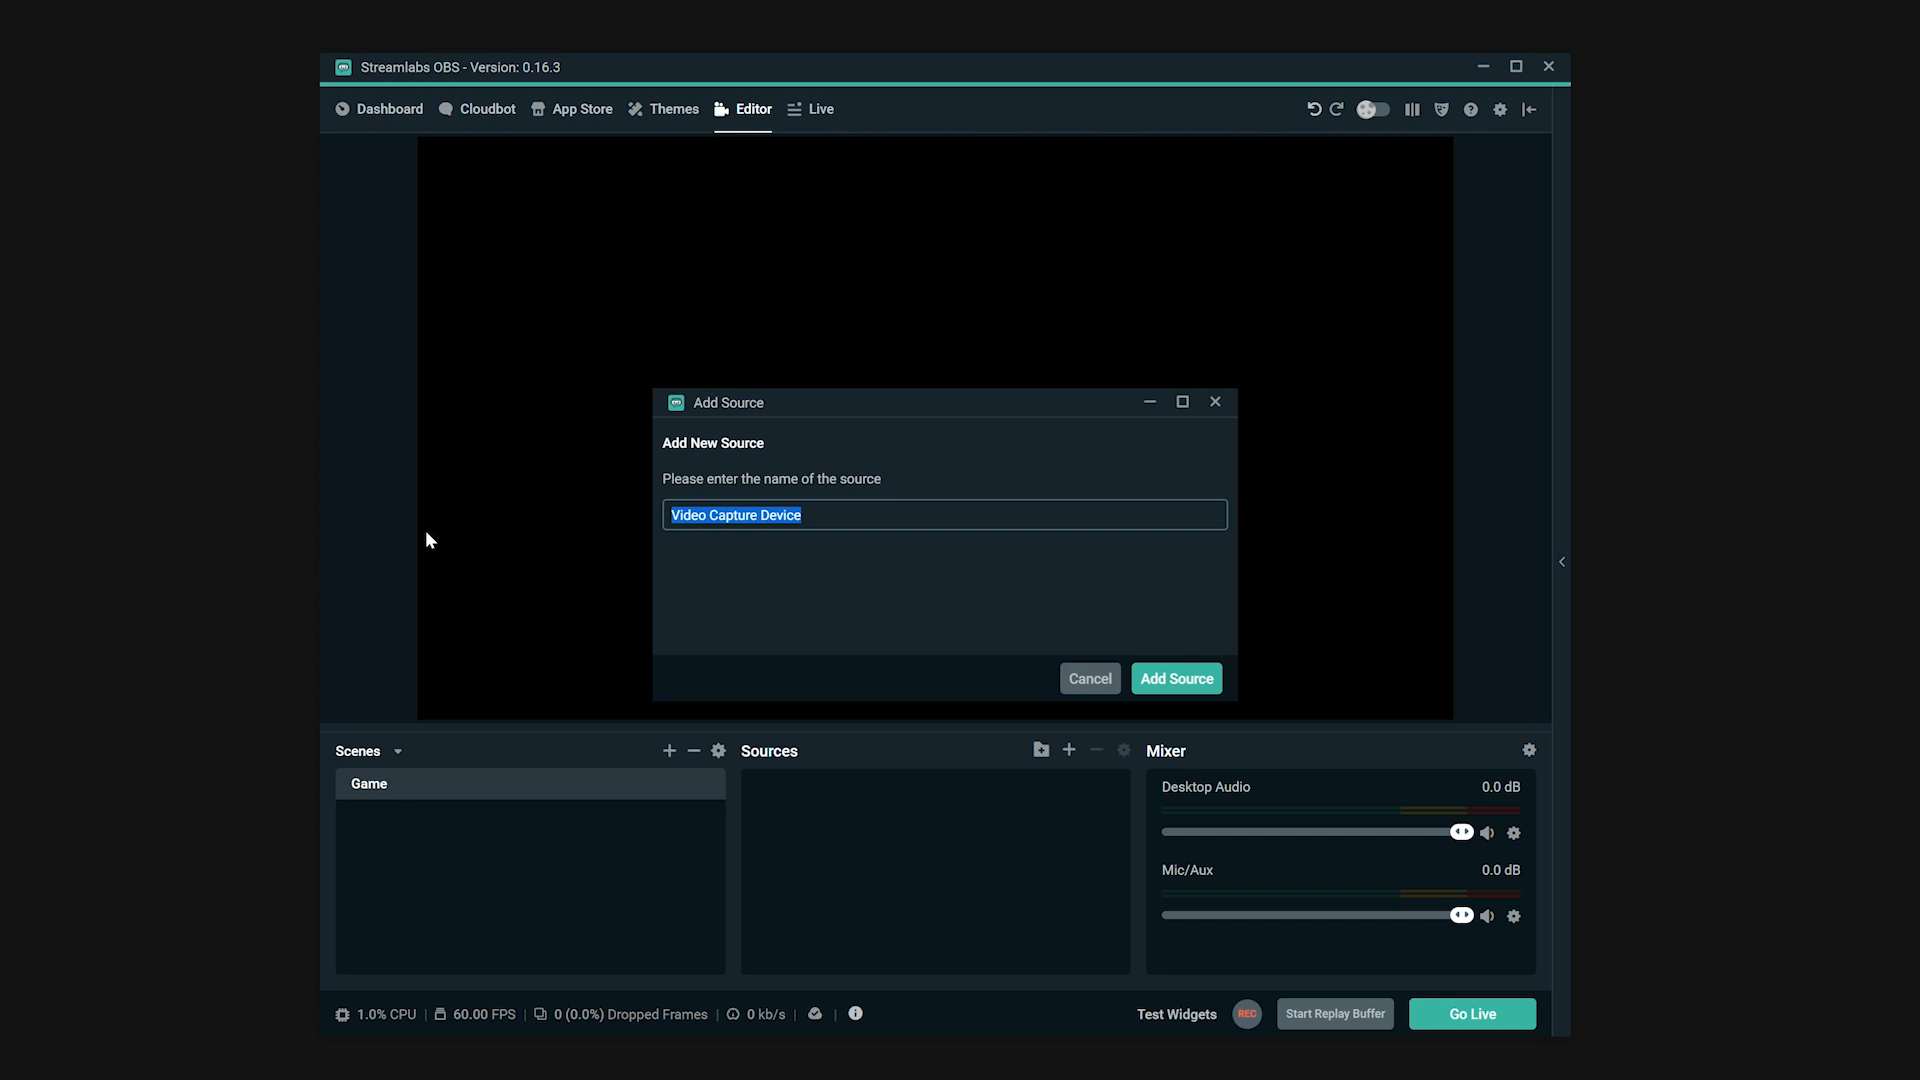 Streamlabs OBS - Version: 0.16.3
Dashboard Cloudbot App Store Themes Editor Live
Add Source
Add New Source
Please enter the name of the source
Video Capture Device
Cancel Add Source
Scenes
Game
Sources
Mixer
Desktop Audio 0.0 dB
Mic/Aux 0.0 dB
1.0% CPU | 60.00 FPS | 0 (0.0%) Dropped Frames | 0 kb/s | |
Test Widgets REC Start Replay Buffer Go Live